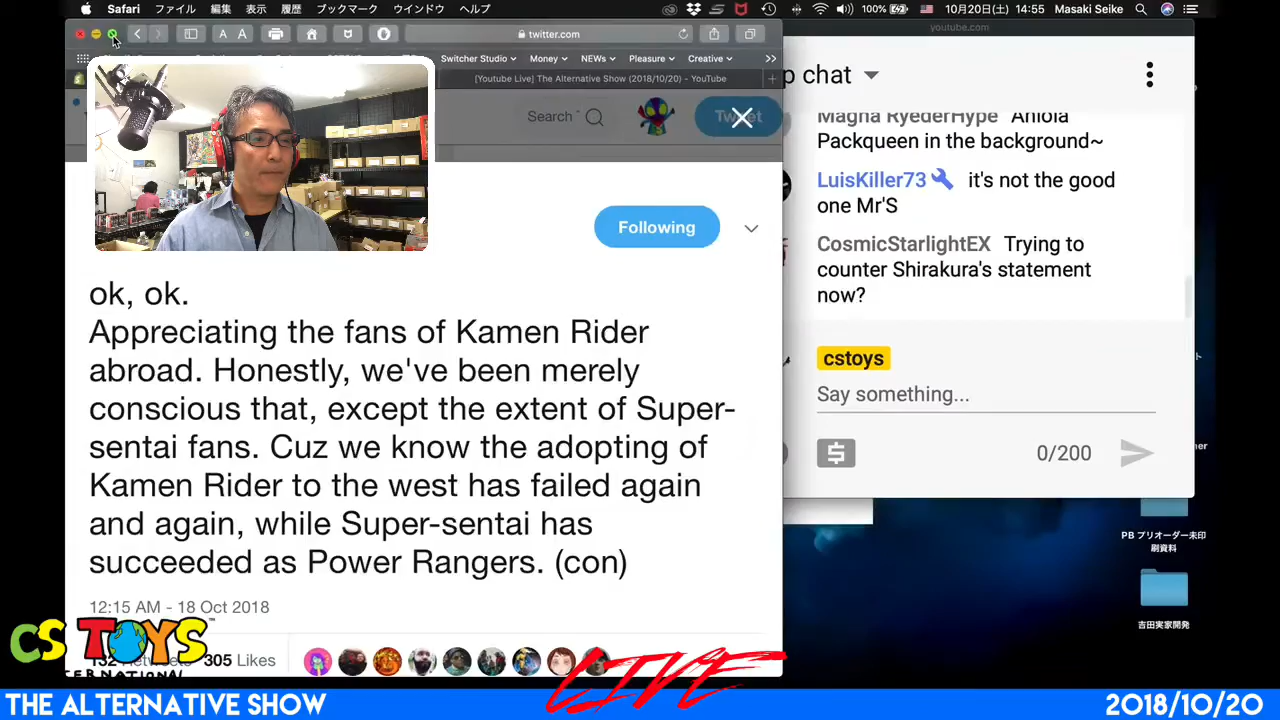 Safari ファイル 編集 表示 履歴 ブックマーク ウインドウ ヘルプ 100% 10月20日(土) 14:55 Masaki Seike
twitter.com
youtube.com
Switcher Studio Money NEWs Pleasure Creative >>
[Youtube Live] The Alternative Show (2018/10/20) - YouTube
Search
Tweet
Following
ok, ok.
Appreciating the fans of Kamen Rider
abroad. Honestly, we've been merely
conscious that, except the extent of Super-
sentai fans. Cuz we know the adopting of
Kamen Rider to the west has failed again
and again, while Super-sentai has
succeeded as Power Rangers. (con)
12:15 AM - 18 Oct 2018
132 Retweets 305 Likes
p chat
Magna RyederHype Aniola
Packqueen in the background~
LuisKiller73 it's not the good
one Mr'S
CosmicStarlightEX Trying to
counter Shirakura's statement
now?
cstoys
Say something...
0/200
PB プリオーダー未印
刷資料
吉田実家開発
CS TOYS
INTERNATIONAL
LIVE
THE ALTERNATIVE SHOW
2018/10/20